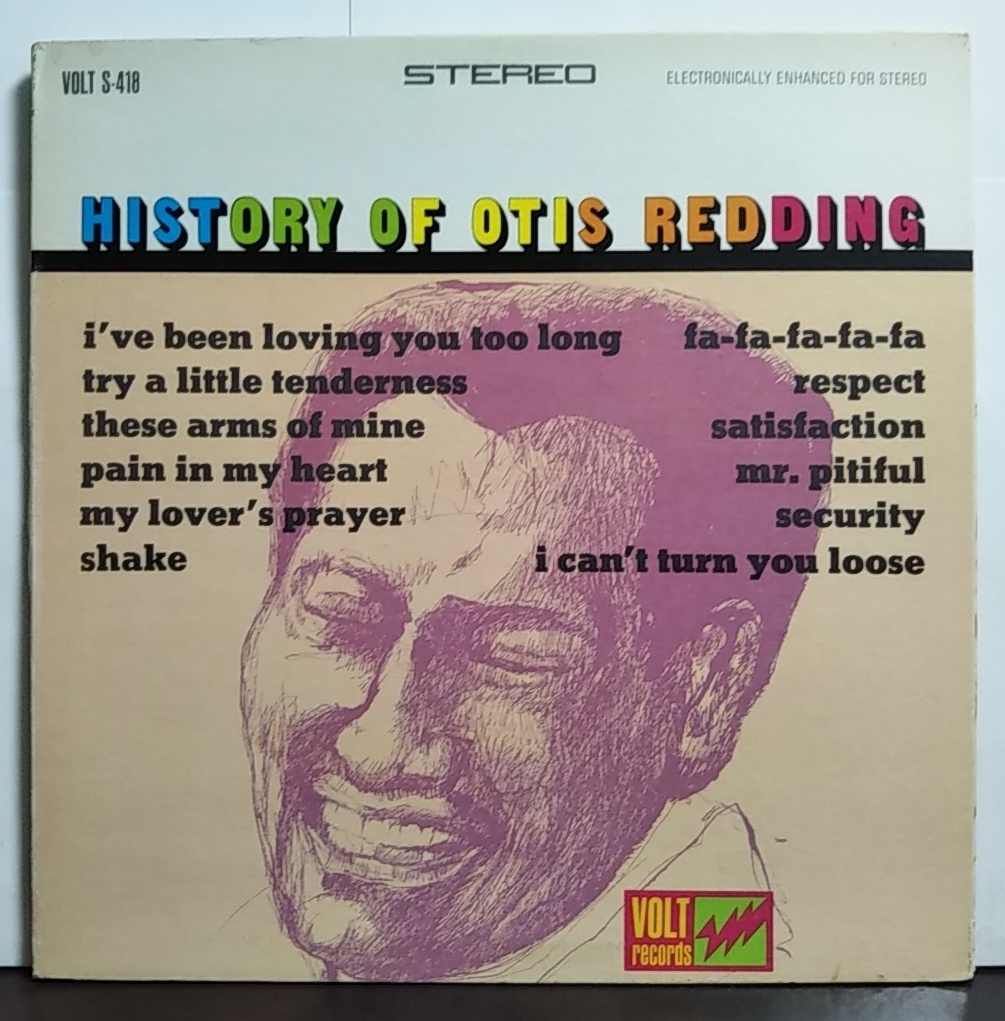 VOLT S-418
STEREO
ELECTRONICALLY ENHANCED FOR STEREO
HISTORY OF OTIS REDDING
i've been loving you too long
try a little tenderness
these arms of mine
pain in my heart
my lover's prayer
shake
fa-fa-fa-fa-fa
respect
satisfaction
mr. pitiful
security
i can't turn you loose
VOLT
records